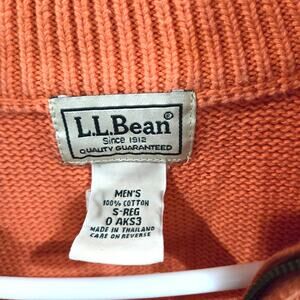 L.L.Bean®
Since 1912
QUALITY GUARANTEED
MEN'S
100% COTTON
S-REG
0 AKS3
MADE IN THAILAND
CARE ON REVERSE